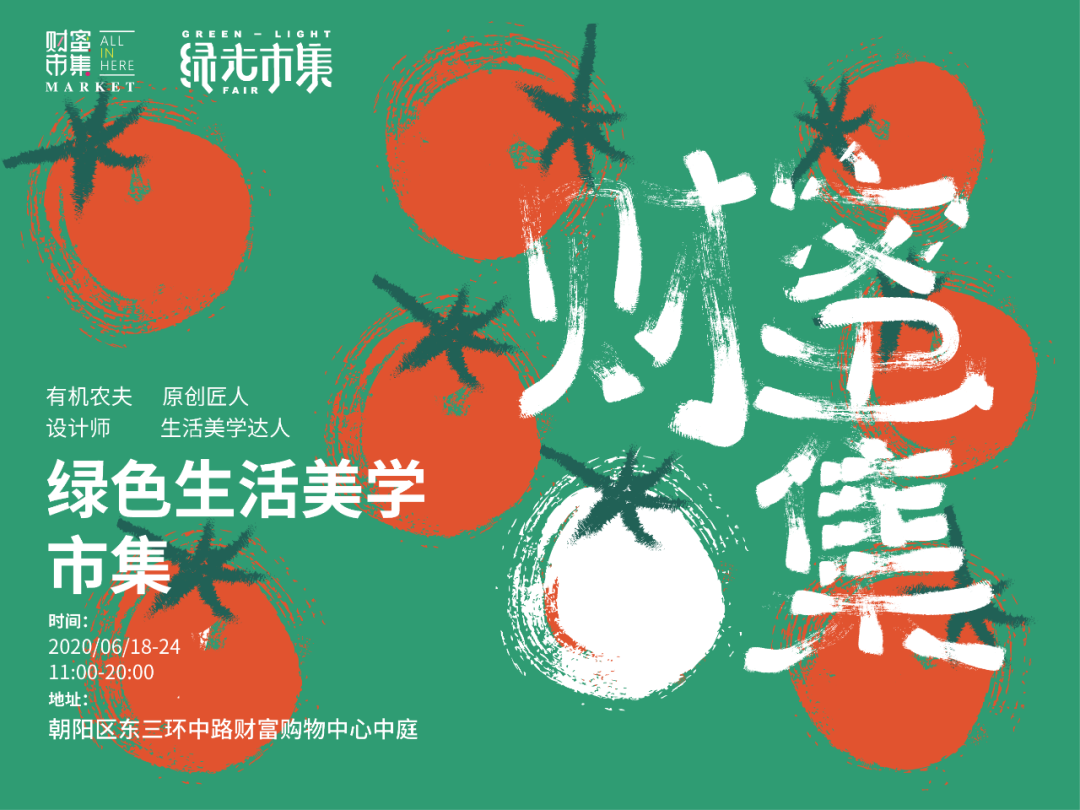 财蜜
市集
ALL
IN
HERE
MARKET
GREEN-LIGHT
绿光市集
FAIR
财蜜
集
有机农夫 原创匠人
设计师 生活美学达人
绿色生活美学
市集
时间:
2020/06/18-24
11:00-20:00
地址:
朝阳区东三环中路财富购物中心中庭